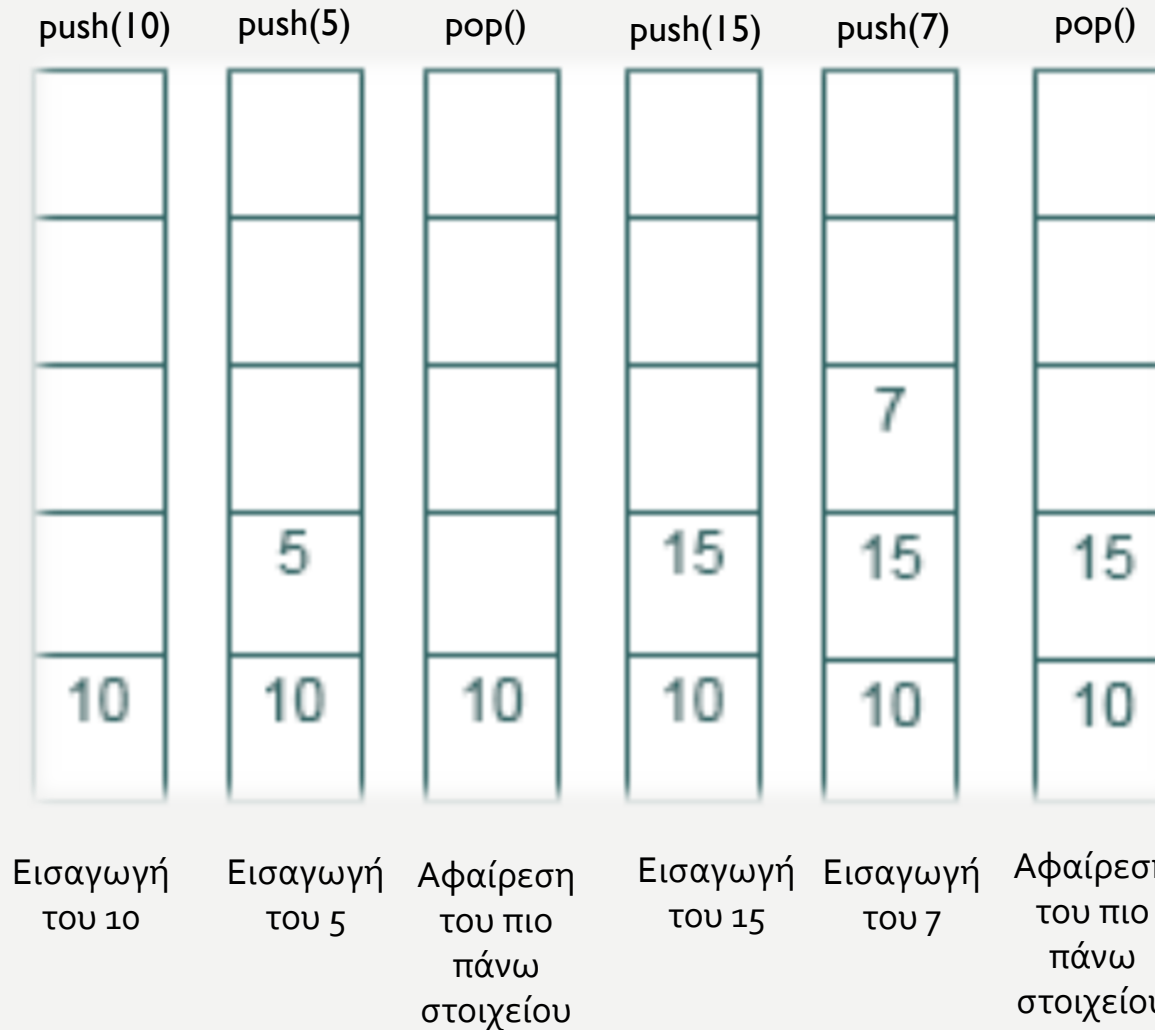 push(10) push(5) pop() push(15) push(7) pop()
7
5 15 15 15
10 10 10 10 10 10
Εισαγωγή
του 10
Εισαγωγή
του 5
Αφαίρεση
του πιο
πάνω
στοιχείου
Εισαγωγή
του 15
Εισαγωγή
του 7
Αφαίρεση
του πιο
πάνω
στοιχείου